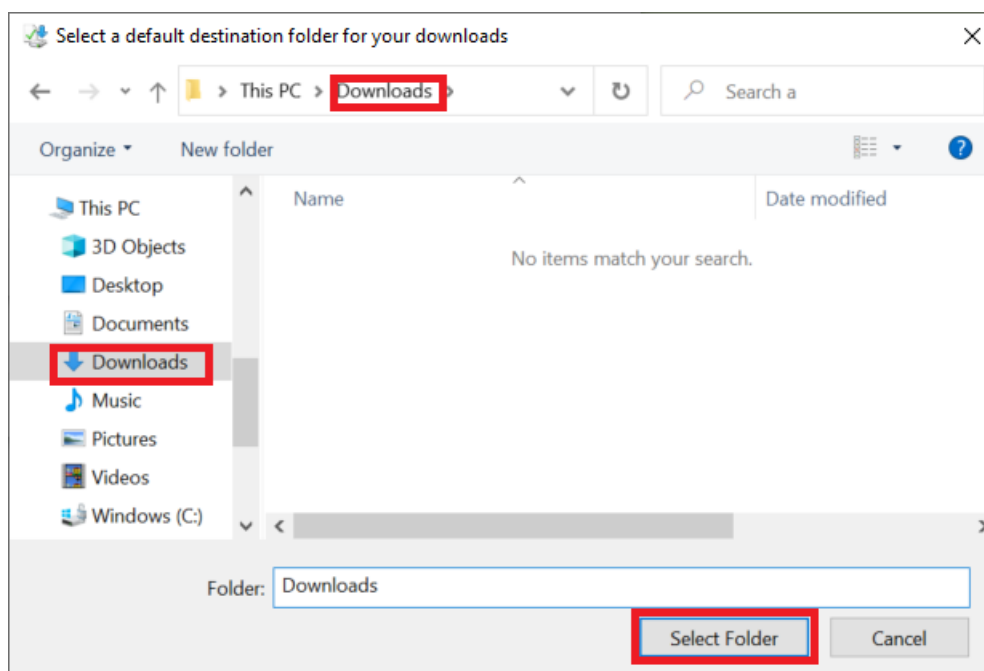 Select a default destination folder for your downloads
This PC > Downloads >
Search a
Organize
New folder
?
Name
Date modified
This PC
3D Objects
Desktop
Documents
Downloads
Music
Pictures
Videos
Windows (C:)
No items match your search.
Folder: Downloads
Select Folder
Cancel